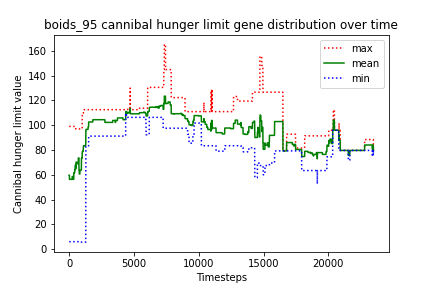 boids_95 cannibal hunger limit gene distribution over time
Cannibal hunger limit value
160
140
120
100
80
60
40
20
0
0 5000 10000 15000 20000
Timesteps
max
mean
min